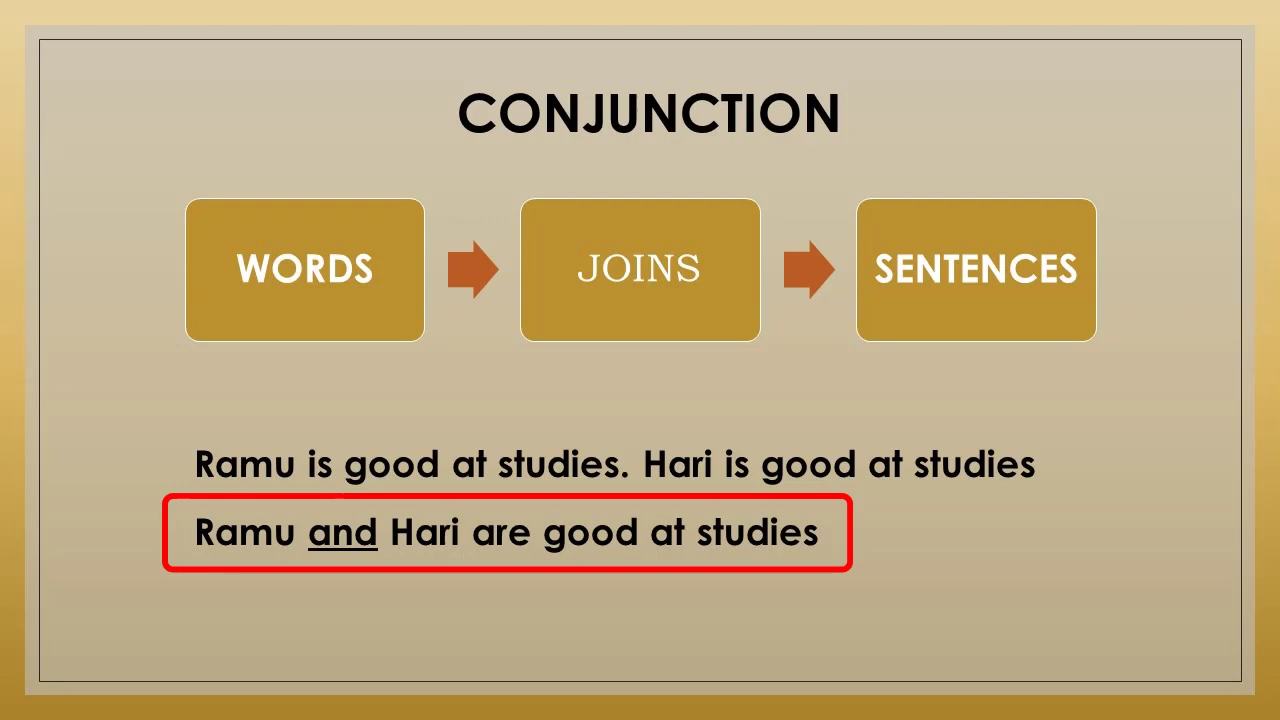 CONJUNCTION
WORDS
JOINS
SENTENCES
Ramu is good at studies. Hari is good at studies
Ramu and Hari are good at studies